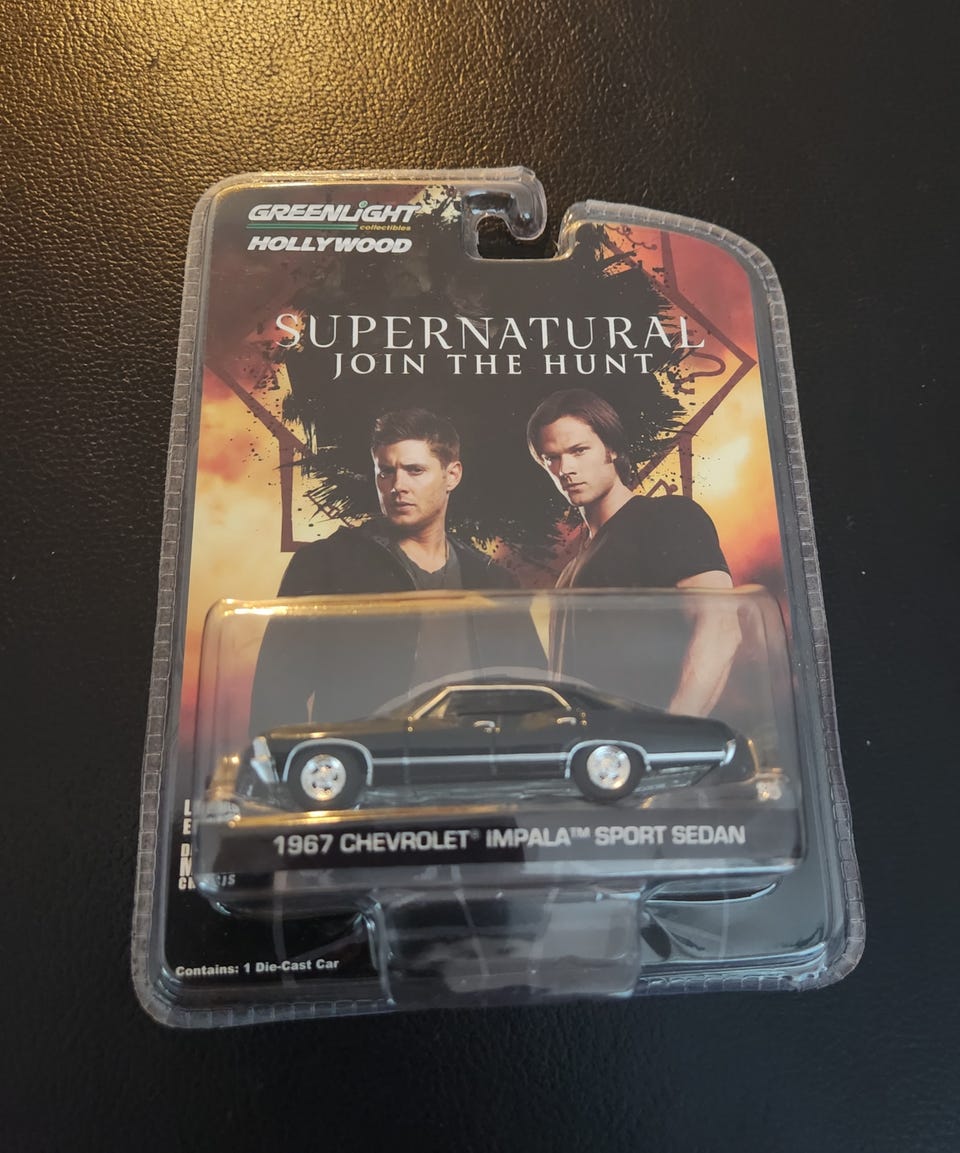 GREENLiGHT
collectibles
HOLLYWOOD
SUPERNATURAL
JOIN THE HUNT
1967 CHEVROLET® IMPALA™ SPORT SEDAN
Contains: 1 Die-Cast Car